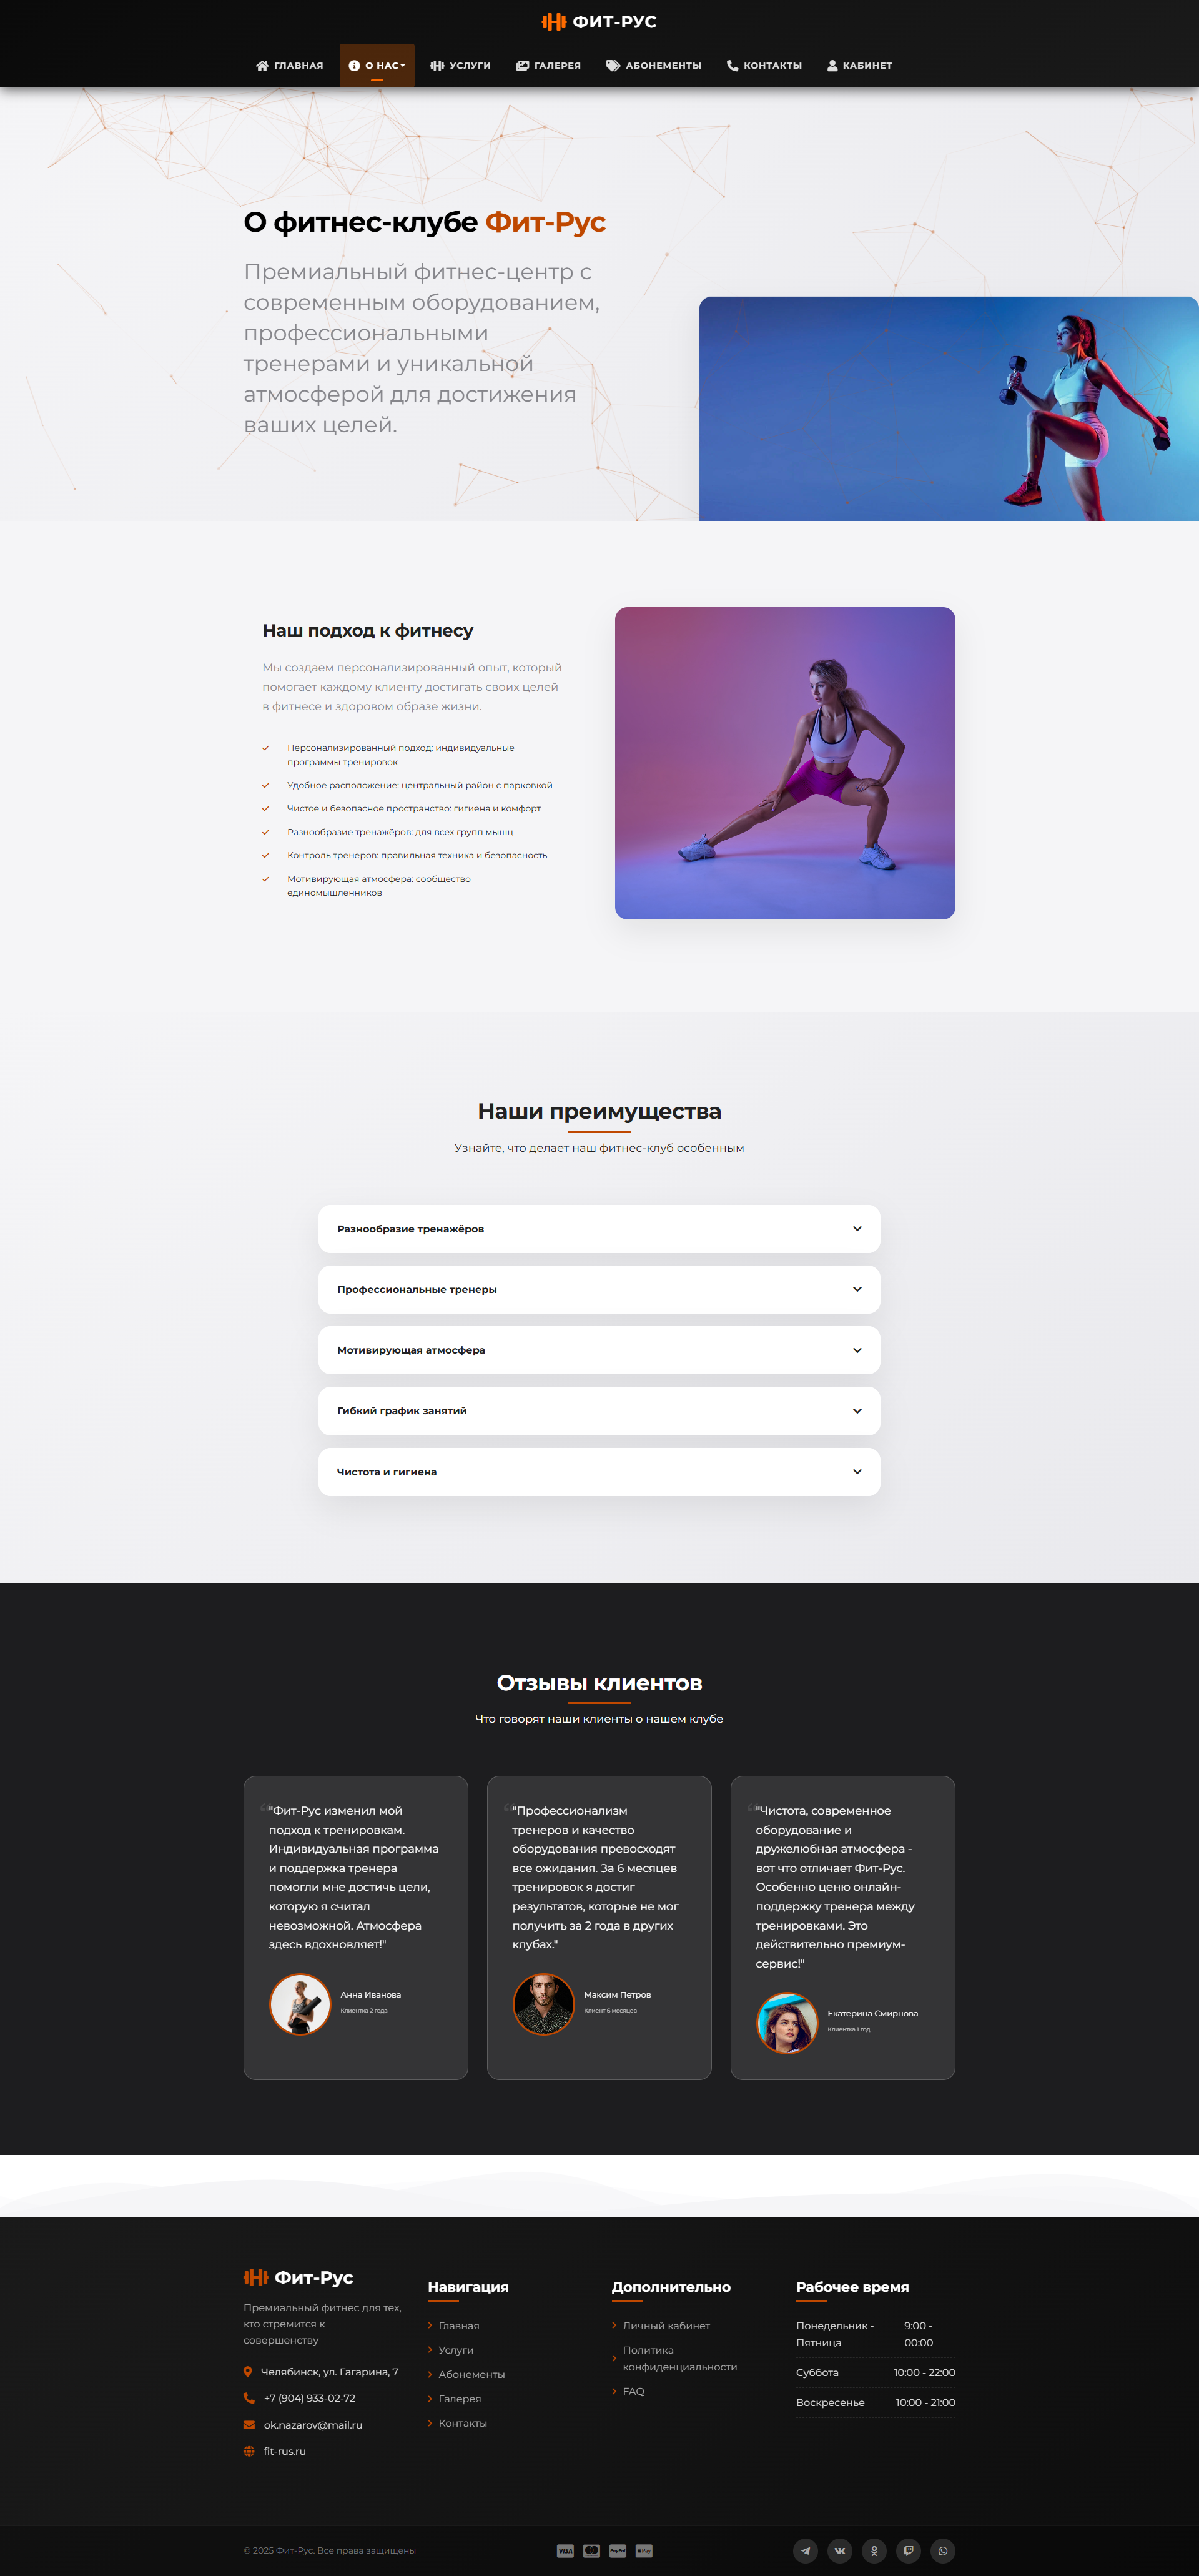 ФИТ-РУС
ГЛАВНАЯ
О НАС
УСЛУГИ
ГАЛЕРЕЯ
АБОНЕМЕНТЫ
КОНТАКТЫ
КАБИНЕТ
О фитнес-клубе Фит-Рус
Премиальный фитнес-центр с
современным оборудованием,
профессиональными
тренерами и уникальной
атмосферой для достижения
ваших целей.
Наш подход к фитнесу
Мы создаем персонализированный опыт, который
помогает каждому клиенту достигать своих целей
в фитнесе и здоровом образе жизни.
Персонализированный подход: индивидуальные
программы тренировок
Удобное расположение: центральный район с парковкой
Чистое и безопасное пространство: гигиена и комфорт
Разнообразие тренажёров: для всех групп мышц
Контроль тренеров: правильная техника и безопасность
Мотивирующая атмосфера: сообщество
единомышленников
Наши преимущества
Узнайте, что делает наш фитнес-клуб особенным
Разнообразие тренажёров
Профессиональные тренеры
Мотивирующая атмосфера
Гибкий график занятий
Чистота и гигиена
Отзывы клиентов
Что говорят наши клиенты о нашем клубе
"Фит-Рус изменил мой
подход к тренировкам.
Индивидуальная программа
и поддержка тренера
помогли мне достичь цели,
которую я считал
невозможной. Атмосфера
здесь вдохновляет!"
Анна Иванова
Клиентка 2 года
"Профессионализм
тренеров и качество
оборудования превосходят
все ожидания. За 6 месяцев
тренировок я достиг
результатов, которые не мог
получить за 2 года в других
клубах."
Максим Петров
Клиент 6 месяцев
"Чистота, современное
оборудование и
дружелюбная атмосфера -
вот что отличает Фит-Рус.
Особенно ценю онлайн-
поддержку тренера между
тренировками. Это
действительно премиум-
сервис!"
Екатерина Смирнова
Клиентка 1 год
Фит-Рус
Премиальный фитнес для тех,
кто стремится к
совершенству
Челябинск, ул. Гагарина, 7
+7 (904) 933-02-72
ok.nazarov@mail.ru
fit-rus.ru
Навигация
Главная
Услуги
Абонементы
Галерея
Контакты
Дополнительно
Личный кабинет
Политика
конфиденциальности
FAQ
Рабочее время
Понедельник - 9:00 -
Пятница 00:00
Суббота 10:00 - 22:00
Воскресенье 10:00 - 21:00
© 2025 Фит-Рус. Все права защищены
VISA
PayPal
Pay